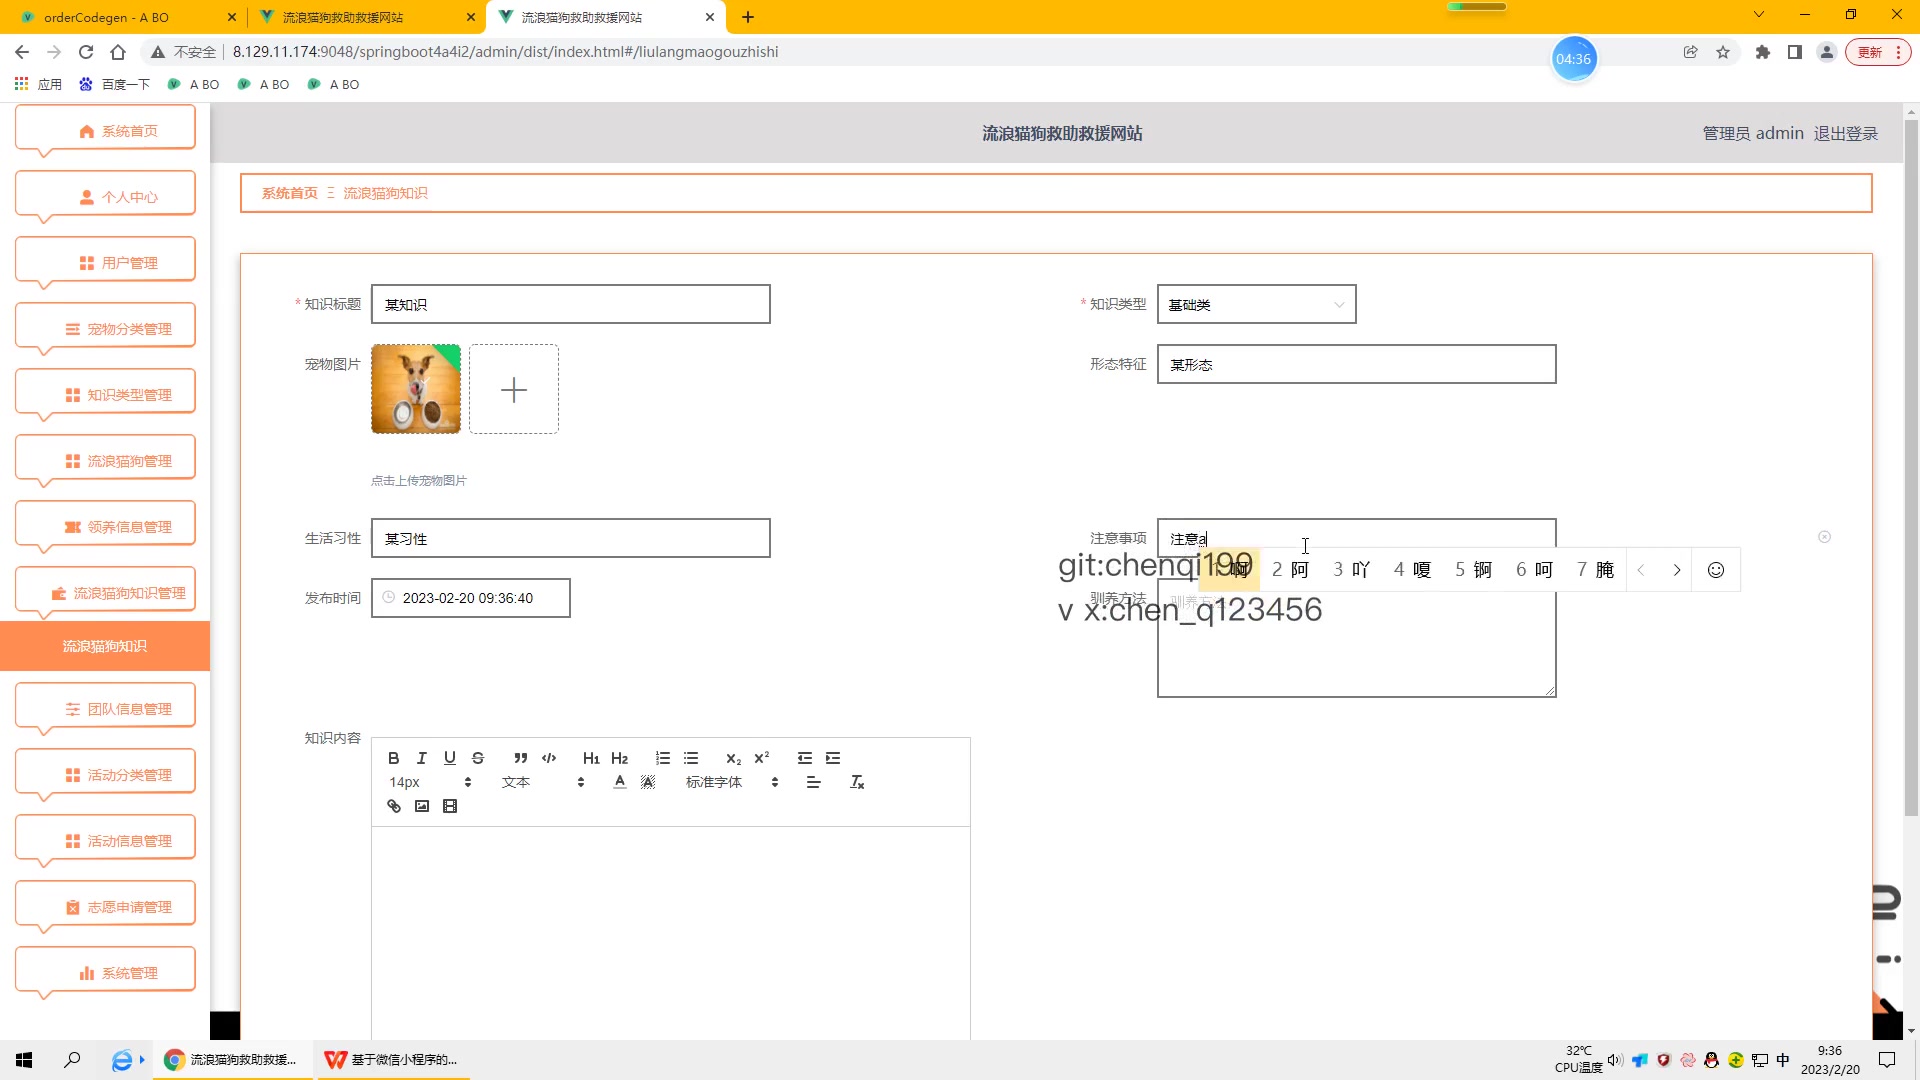 orderCodegen - A BO
流浪猫狗救助救援网站
流浪猫狗救助救援网站
不安全
8.129.11.174:9048/springboot4a4i2/admin/dist/index.html#/liulangmaogouzhishi
04:36
更新
应用
百度一下
A BO
A BO
A BO
系统首页
个人中心
用户管理
宠物分类管理
知识类型管理
流浪猫狗管理
领养信息管理
流浪猫狗知识管理
流浪猫狗知识
团队信息管理
活动分类管理
活动信息管理
志愿申请管理
系统管理
流浪猫狗救助救援网站
管理员 admin
退出登录
系统首页
流浪猫狗知识
* 知识标题
某知识
* 知识类型
基础类
宠物图片
点击上传宠物图片
形态特征
某形态
生活习性
某习性
注意事项
注意a
1 啊 2 阿 3 吖 4 嗄 5 锕 6 呵 7 腌
git:chenqi199
v x:chen_q123456
发布时间
2023-02-20 09:36:40
驯养方法
驯养方法
知识内容
B I U S H1 H2 X2 X2
14px
文本
标准字体
流浪猫狗救助救援...
基于微信小程序的...
32℃
CPU温度
中
9:36
2023/2/20